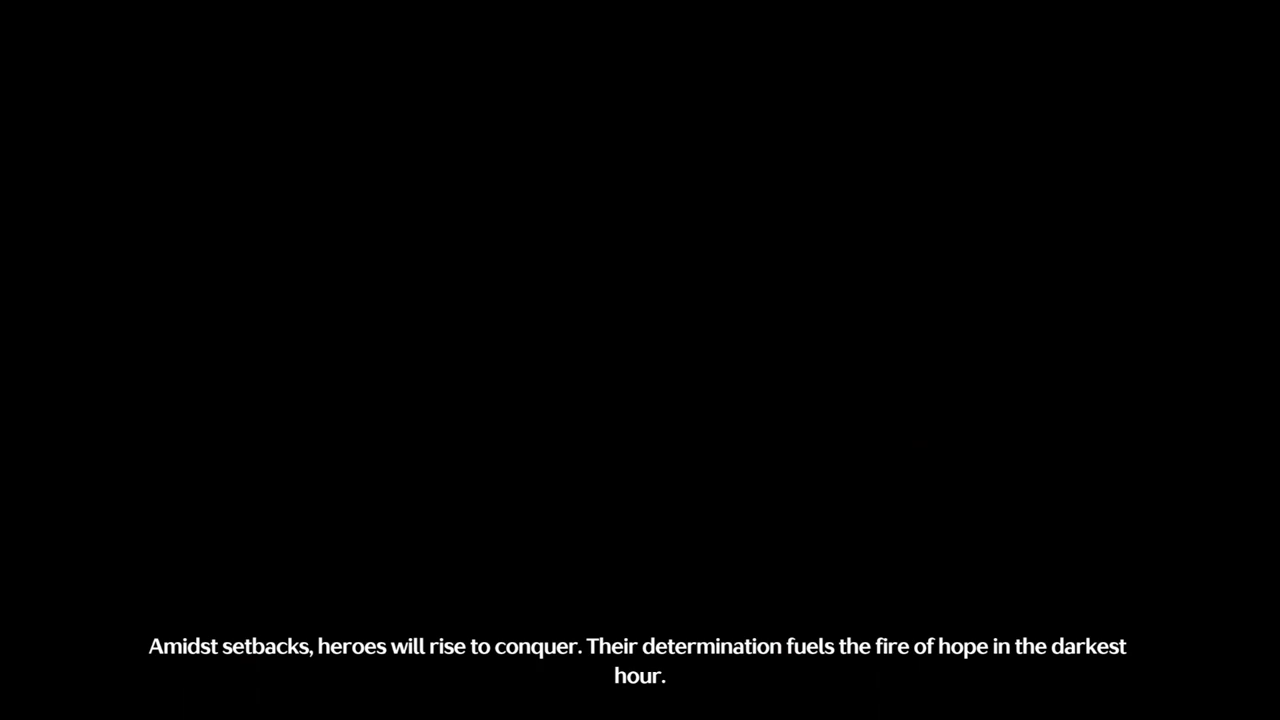 Amidst setbacks, heroes will rise to conquer. Their determination fuels the fire of hope in the darkest
hour.